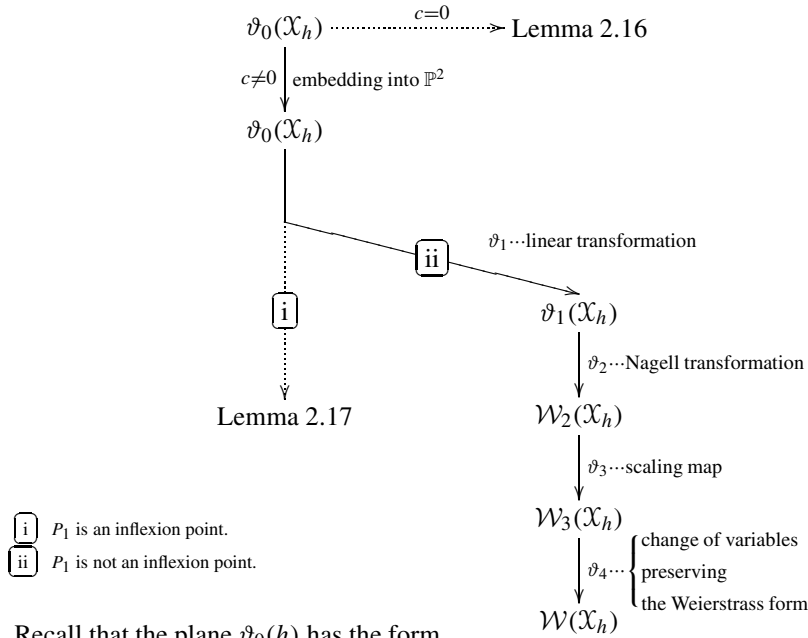 ϑ₀(𝔛ₕ) c=0 Lemma 2.16
c≠0 embedding into ℙ²
ϑ₀(𝔛ₕ)
ϑ₁···linear transformation
ii
i
ϑ₁(𝔛ₕ)
ϑ₂···Nagell transformation
Lemma 2.17
𝒲₂(𝔛ₕ)
ϑ₃···scaling map
i P₁ is an inflexion point.
𝒲₃(𝔛ₕ)
ii P₁ is not an inflexion point.
change of variables
ϑ₄··· preserving
the Weierstrass form
𝒲(𝔛ₕ)
Recall that the plane ϑ₀(h) has the form